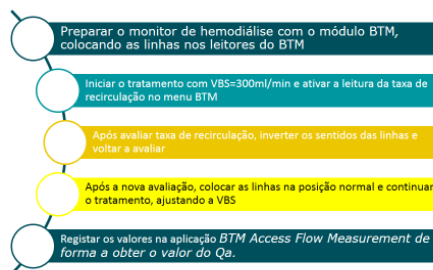 Preparar o monitor de hemodiálise com o módulo BTM,
colocando as linhas nos leitores do BTM
Iniciar o tratamento com VBS=300ml/min e ativar a leitura da taxa de
recirculação no menu BTM
Após avaliar taxa de recirculação, inverter os sentidos das linhas e
voltar a avaliar
Após a nova avaliação, colocar as linhas na posição normal e continuar
o tratamento, ajustando a VBS
Registar os valores na aplicação BTM Access Flow Measurement de
forma a obter o valor do Qa.